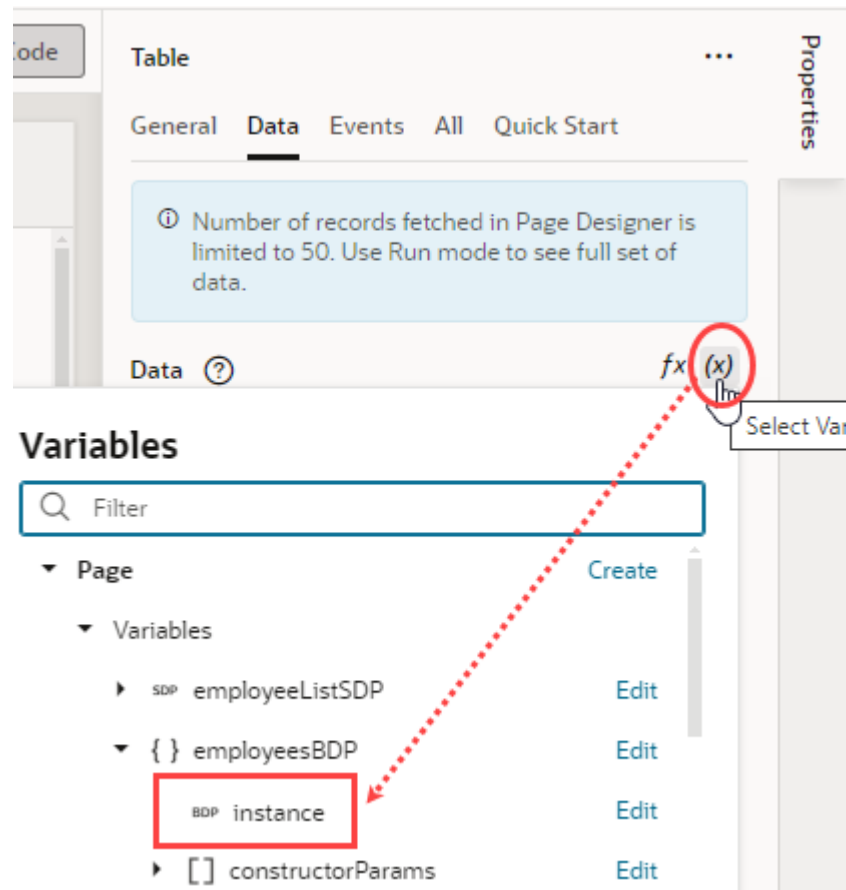 ode
Table
...
Properties
General Data Events All Quick Start
Number of records fetched in Page Designer is
limited to 50. Use Run mode to see full set of
data.
Data ? fx (x)
Select Var
Variables
Filter
Page Create
Variables
SDP employeeListSDP Edit
{ } employeesBDP Edit
BDP instance Edit
[ ] constructorParams Edit